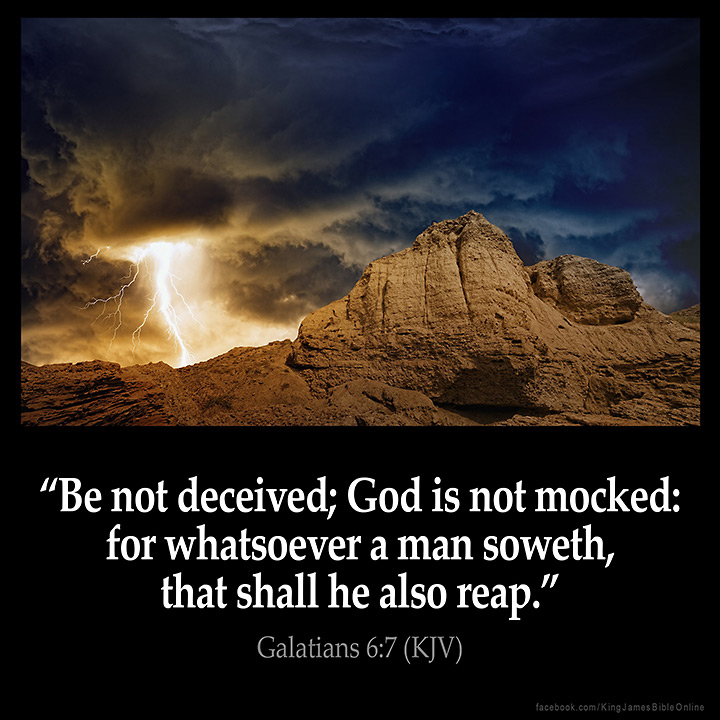 “Be not deceived; God is not mocked:
for whatsoever a man soweth,
that shall he also reap.”
Galatians 6:7 (KJV)
facebook.com/KingJamesBibleOnline